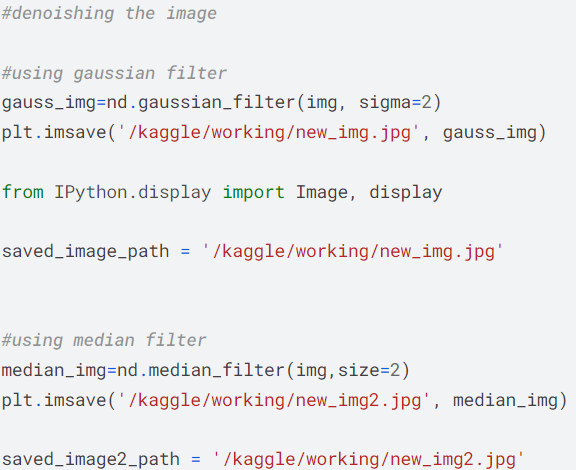 #denoishing the image
#using gaussian filter
gauss_img=nd.gaussian_filter(img, sigma=2)
plt.imsave('/kaggle/working/new_img.jpg', gauss_img)
from IPython.display import Image, display
saved_image_path = '/kaggle/working/new_img.jpg'
#using median filter
median_img=nd.median_filter(img,size=2)
plt.imsave('/kaggle/working/new_img2.jpg', median_img)
saved_image2_path = '/kaggle/working/new_img2.jpg'